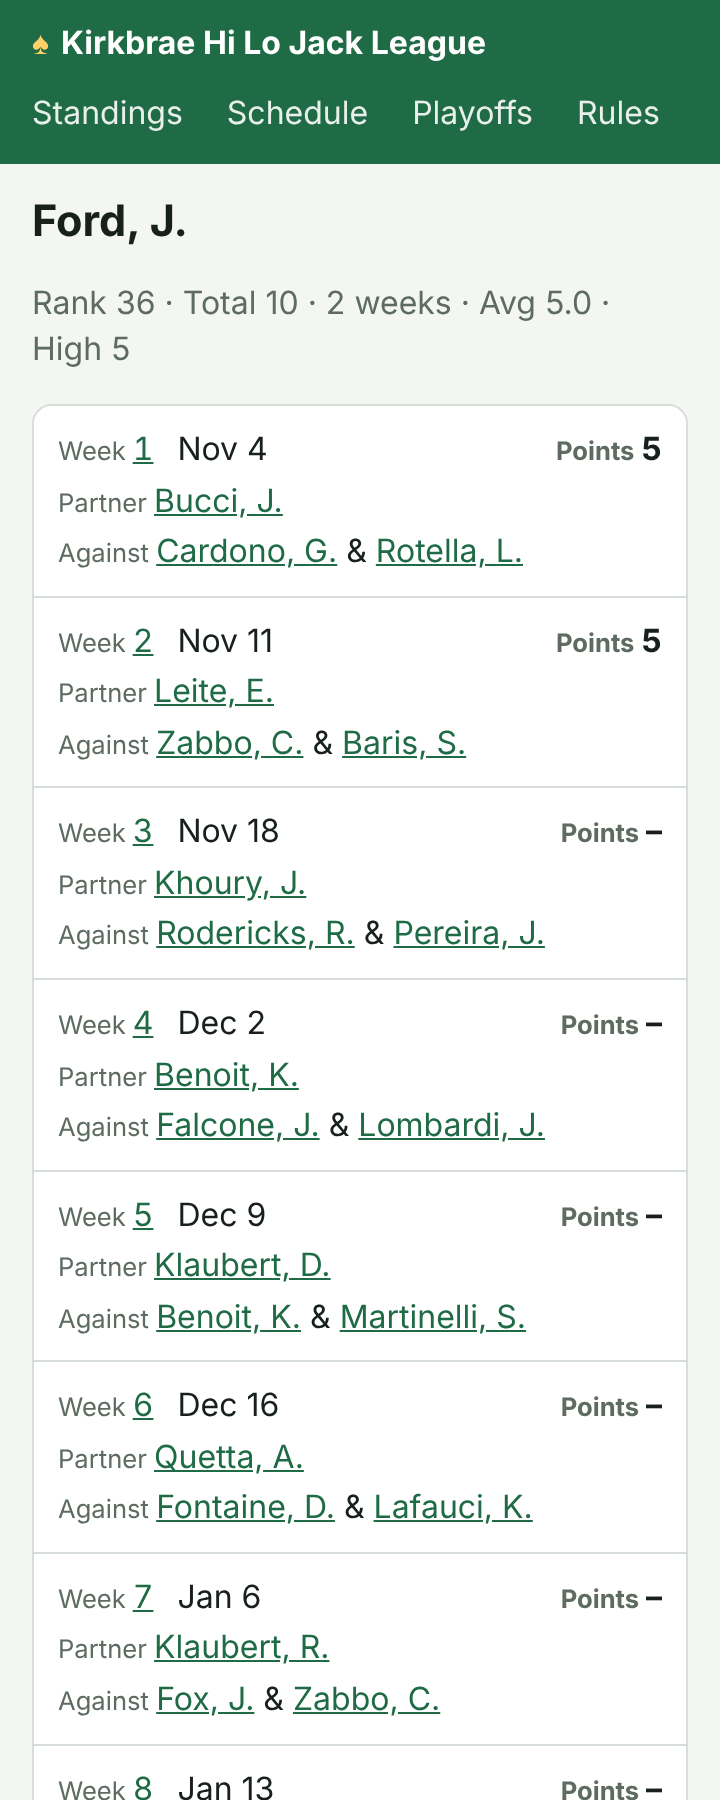 ♠ Kirkbrae Hi Lo Jack League
Standings Schedule Playoffs Rules
Ford, J.
Rank 36 · Total 10 · 2 weeks · Avg 5.0 ·
High 5
Week 1 Nov 4 Points 5
Partner Bucci, J.
Against Cardono, G. & Rotella, L.
Week 2 Nov 11 Points 5
Partner Leite, E.
Against Zabbo, C. & Baris, S.
Week 3 Nov 18 Points –
Partner Khoury, J.
Against Rodericks, R. & Pereira, J.
Week 4 Dec 2 Points –
Partner Benoit, K.
Against Falcone, J. & Lombardi, J.
Week 5 Dec 9 Points –
Partner Klaubert, D.
Against Benoit, K. & Martinelli, S.
Week 6 Dec 16 Points –
Partner Quetta, A.
Against Fontaine, D. & Lafauci, K.
Week 7 Jan 6 Points –
Partner Klaubert, R.
Against Fox, J. & Zabbo, C.
Week 8 Jan 13 Points –